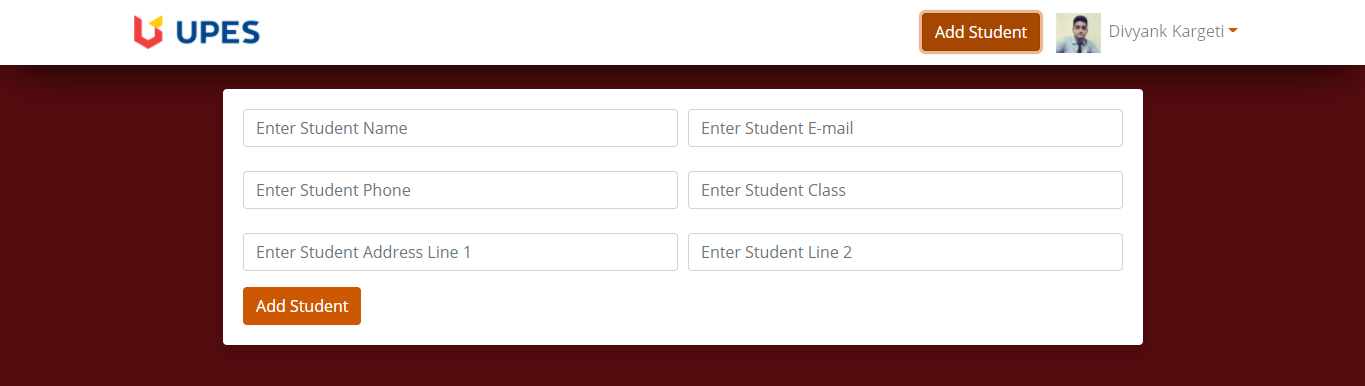 UPES
Add Student
Divyank Kargeti
Enter Student Name
Enter Student E-mail
Enter Student Phone
Enter Student Class
Enter Student Address Line 1
Enter Student Line 2
Add Student